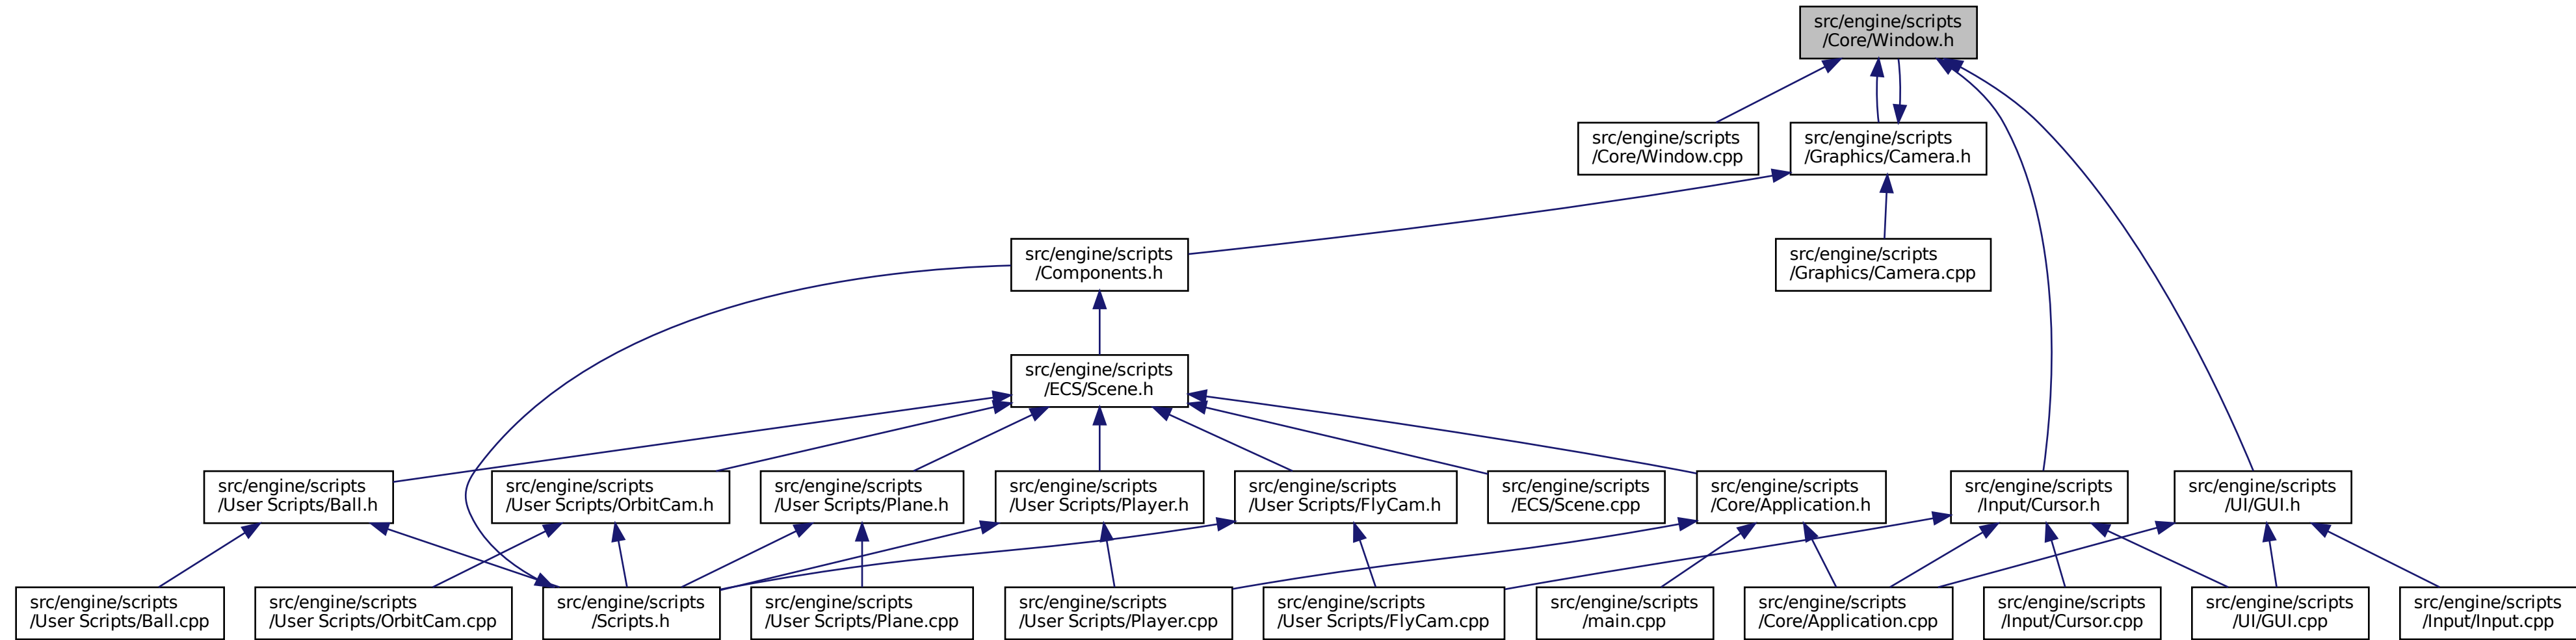 src/engine/scripts
/Core/Window.h
src/engine/scripts
/Core/Window.cpp
src/engine/scripts
/Graphics/Camera.h
src/engine/scripts
/Components.h
src/engine/scripts
/Graphics/Camera.cpp
src/engine/scripts
/ECS/Scene.h
src/engine/scripts
/User Scripts/Ball.h
src/engine/scripts
/User Scripts/OrbitCam.h
src/engine/scripts
/User Scripts/Plane.h
src/engine/scripts
/User Scripts/Player.h
src/engine/scripts
/User Scripts/FlyCam.h
src/engine/scripts
/ECS/Scene.cpp
src/engine/scripts
/Core/Application.h
src/engine/scripts
/Input/Cursor.h
src/engine/scripts
/UI/GUI.h
src/engine/scripts
/User Scripts/Ball.cpp
src/engine/scripts
/User Scripts/OrbitCam.cpp
src/engine/scripts
/Scripts.h
src/engine/scripts
/User Scripts/Plane.cpp
src/engine/scripts
/User Scripts/Player.cpp
src/engine/scripts
/User Scripts/FlyCam.cpp
src/engine/scripts
/main.cpp
src/engine/scripts
/Core/Application.cpp
src/engine/scripts
/Input/Cursor.cpp
src/engine/scripts
/UI/GUI.cpp
src/engine/scripts
/Input/Input.cpp